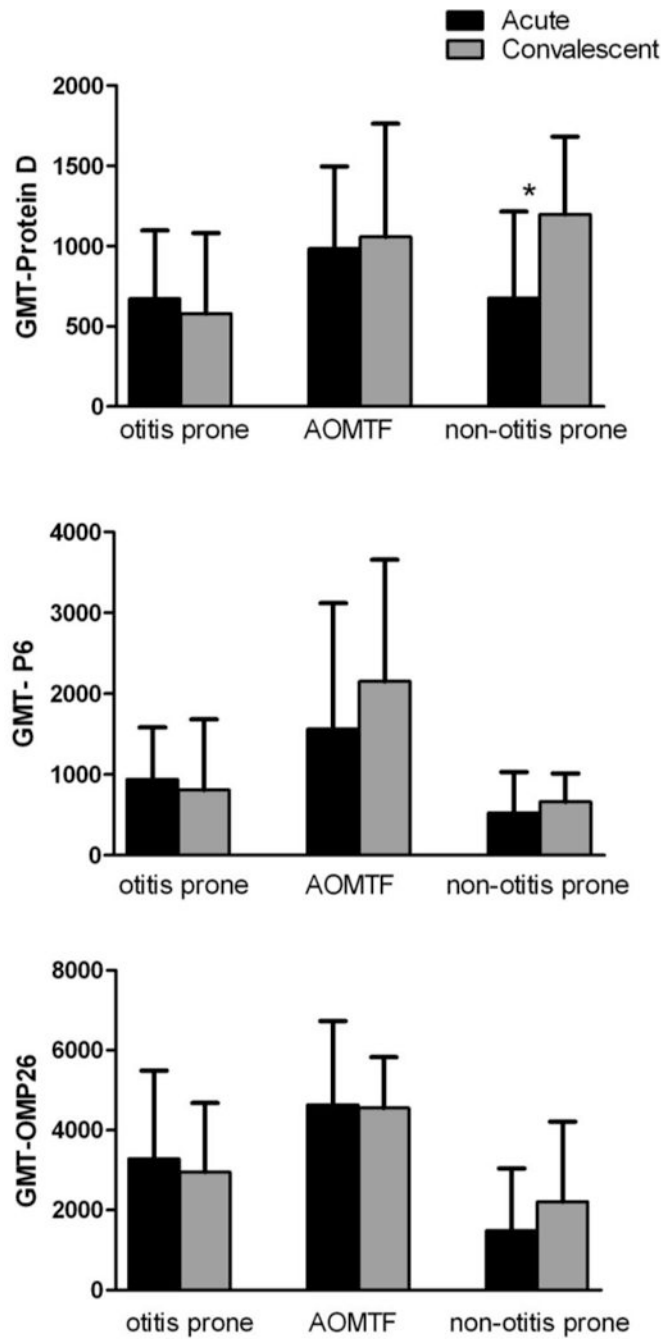 Acute
Convalescent
GMT-Protein D
2000
1500
1000
500
0
*
otitis prone AOMTF non-otitis prone
GMT- P6
4000
3000
2000
1000
0
otitis prone AOMTF non-otitis prone
GMT-OMP26
8000
6000
4000
2000
0
otitis prone AOMTF non-otitis prone